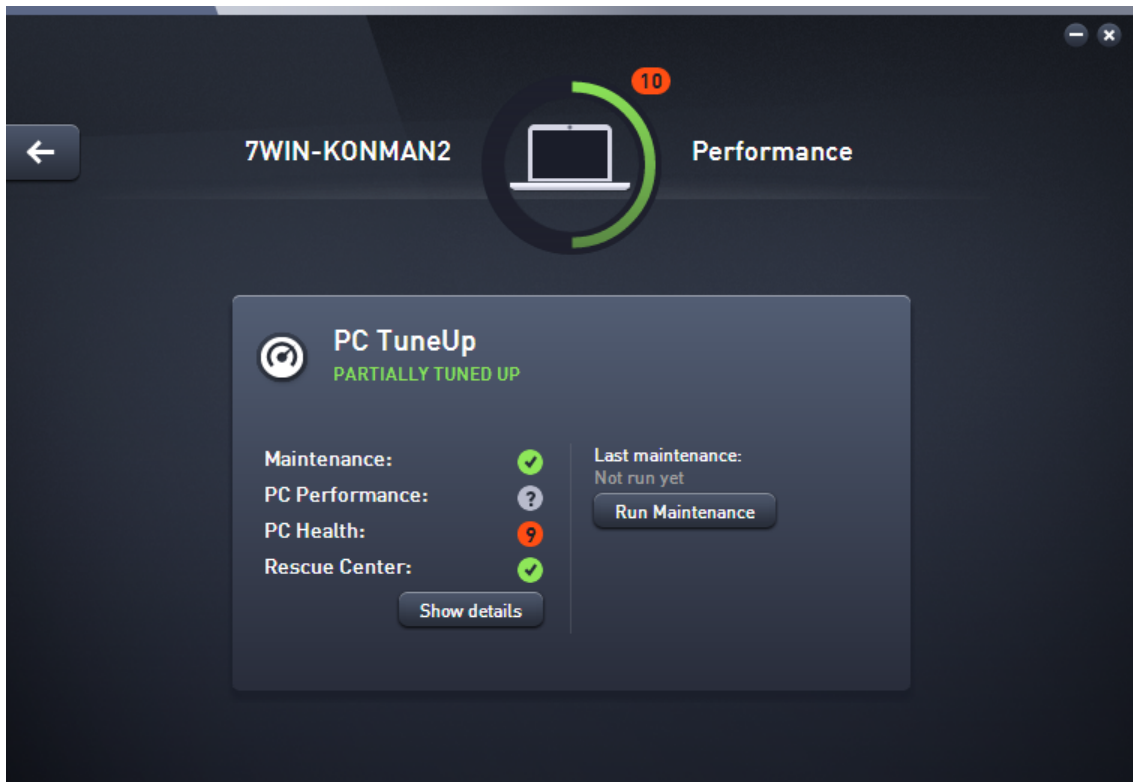 10
7WIN-KONMAN2
Performance
PC TuneUp
PARTIALLY TUNED UP
Maintenance:
PC Performance: ?
PC Health: 9
Rescue Center:
Show details
Last maintenance:
Not run yet
Run Maintenance